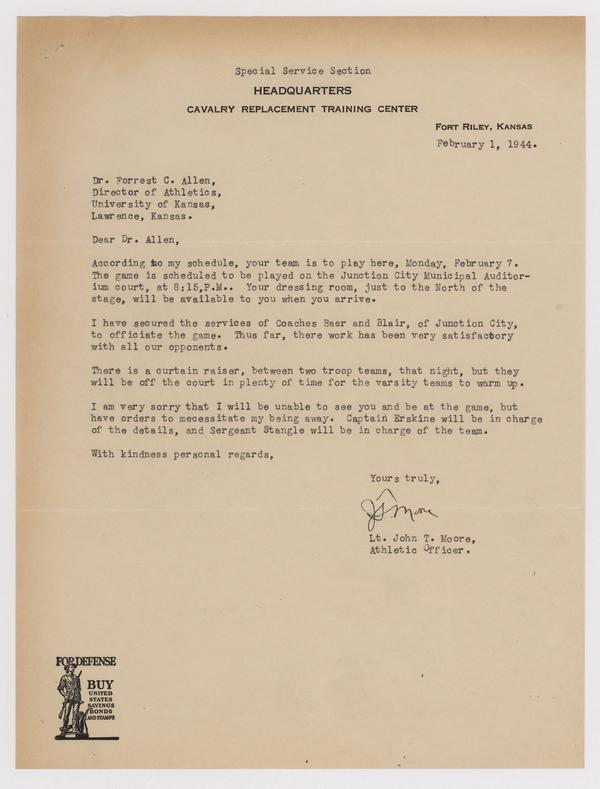 Special Service Section
HEADQUARTERS
CAVALRY REPLACEMENT TRAINING CENTER
FORT RILEY, KANSAS
February 1, 1944.
Dr. Forrest C. Allen,
Director of Athletics,
University of Kansas,
Lawrence, Kansas.
Dear Dr. Allen,
According to my schedule, your team is to play here, Monday, February 7.
The game is scheduled to be played on the Junction City Municipal Auditor-
ium court, at 8;15,P.M.. Your dressing room, just to the North of the
stage, will be available to you when you arrive.
I have secured the services of Coaches Baer and Blair, of Junction City,
to officiate the game. Thus far, there work has been very satisfactory
with all our opponents.
There is a curtain raiser, between two troop teams, that night, but they
will be off the court in plenty of time for the varsity teams to warm up.
I am very sorry that I will be unable to see you and be at the game, but
have orders to mecessitate my being away. Captain Erskine will be in charge
of the details, and Sergeant Stangle will be in charge of the team.
With kindness personal regards,
Yours truly,
J.T. Moore
Lt. John T. Moore,
Athletic Officer.
FOR DEFENSE
BUY
UNITED
STATES
SAVINGS
BONDS
AND STAMPS